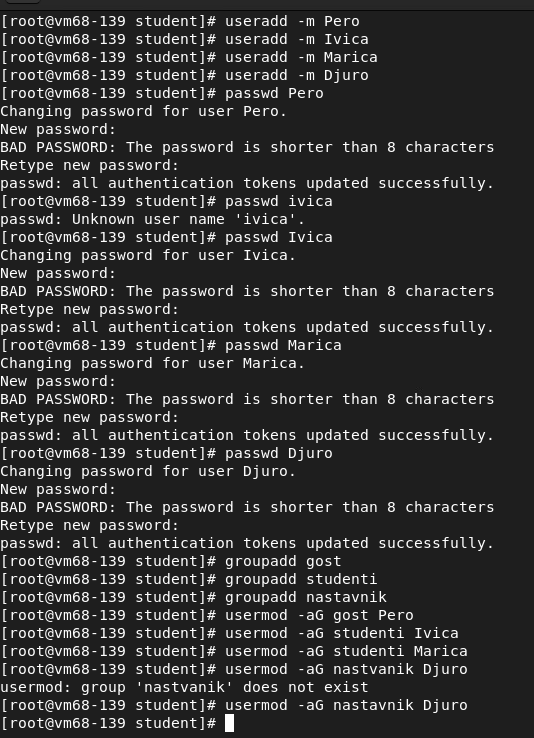 [root@vm68-139 student]# useradd -m Pero
[root@vm68-139 student]# useradd -m Ivica
[root@vm68-139 student]# useradd -m Marica
[root@vm68-139 student]# useradd -m Djuro
[root@vm68-139 student]# passwd Pero
Changing password for user Pero.
New password:
BAD PASSWORD: The password is shorter than 8 characters
Retype new password:
passwd: all authentication tokens updated successfully.
[root@vm68-139 student]# passwd ivica
passwd: Unknown user name 'ivica'.
[root@vm68-139 student]# passwd Ivica
Changing password for user Ivica.
New password:
BAD PASSWORD: The password is shorter than 8 characters
Retype new password:
passwd: all authentication tokens updated successfully.
[root@vm68-139 student]# passwd Marica
Changing password for user Marica.
New password:
BAD PASSWORD: The password is shorter than 8 characters
Retype new password:
passwd: all authentication tokens updated successfully.
[root@vm68-139 student]# passwd Djuro
Changing password for user Djuro.
New password:
BAD PASSWORD: The password is shorter than 8 characters
Retype new password:
passwd: all authentication tokens updated successfully.
[root@vm68-139 student]# groupadd gost
[root@vm68-139 student]# groupadd studenti
[root@vm68-139 student]# groupadd nastavnik
[root@vm68-139 student]# usermod -aG gost Pero
[root@vm68-139 student]# usermod -aG studenti Ivica
[root@vm68-139 student]# usermod -aG studenti Marica
[root@vm68-139 student]# usermod -aG nastvanik Djuro
usermod: group 'nastvanik' does not exist
[root@vm68-139 student]# usermod -aG nastavnik Djuro
[root@vm68-139 student]#